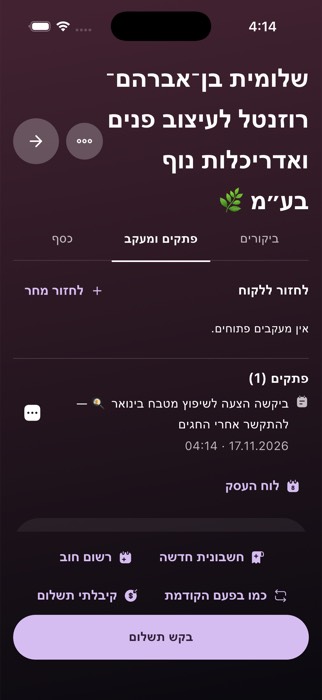 4:14
שלומית בן־אברהם־
רוזנטל לעיצוב פנים
ואדריכלות נוף
בע״מ 🌿
ביקורים
פתקים ומעקב
כסף
לחזור ללקוח
+ לחזור מחר
אין מעקבים פתוחים.
פתקים (1)
ביקשה הצעה לשיפוץ מטבח בינואר 🍳 —
להתקשר אחרי החגים
17.11.2026 · 04:14
לוח העסק
חשבונית חדשה
רשום חוב
כמו בפעם הקודמת
קיבלתי תשלום
בקש תשלום